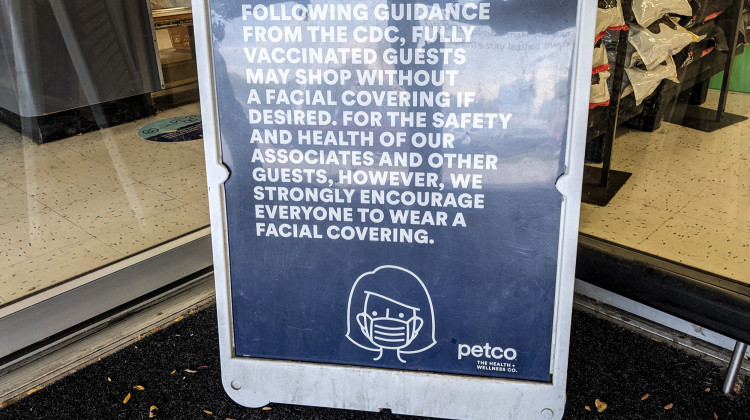 FOLLOWING GUIDANCE
FROM THE CDC, FULLY
VACCINATED GUESTS
MAY SHOP WITHOUT
A FACIAL COVERING IF
DESIRED. FOR THE SAFETY
AND HEALTH OF OUR
ASSOCIATES AND OTHER
GUESTS, HOWEVER, WE
STRONGLY ENCOURAGE
EVERYONE TO WEAR A
FACIAL COVERING.
petco
THE HEALTH +
WELLNESS CO.